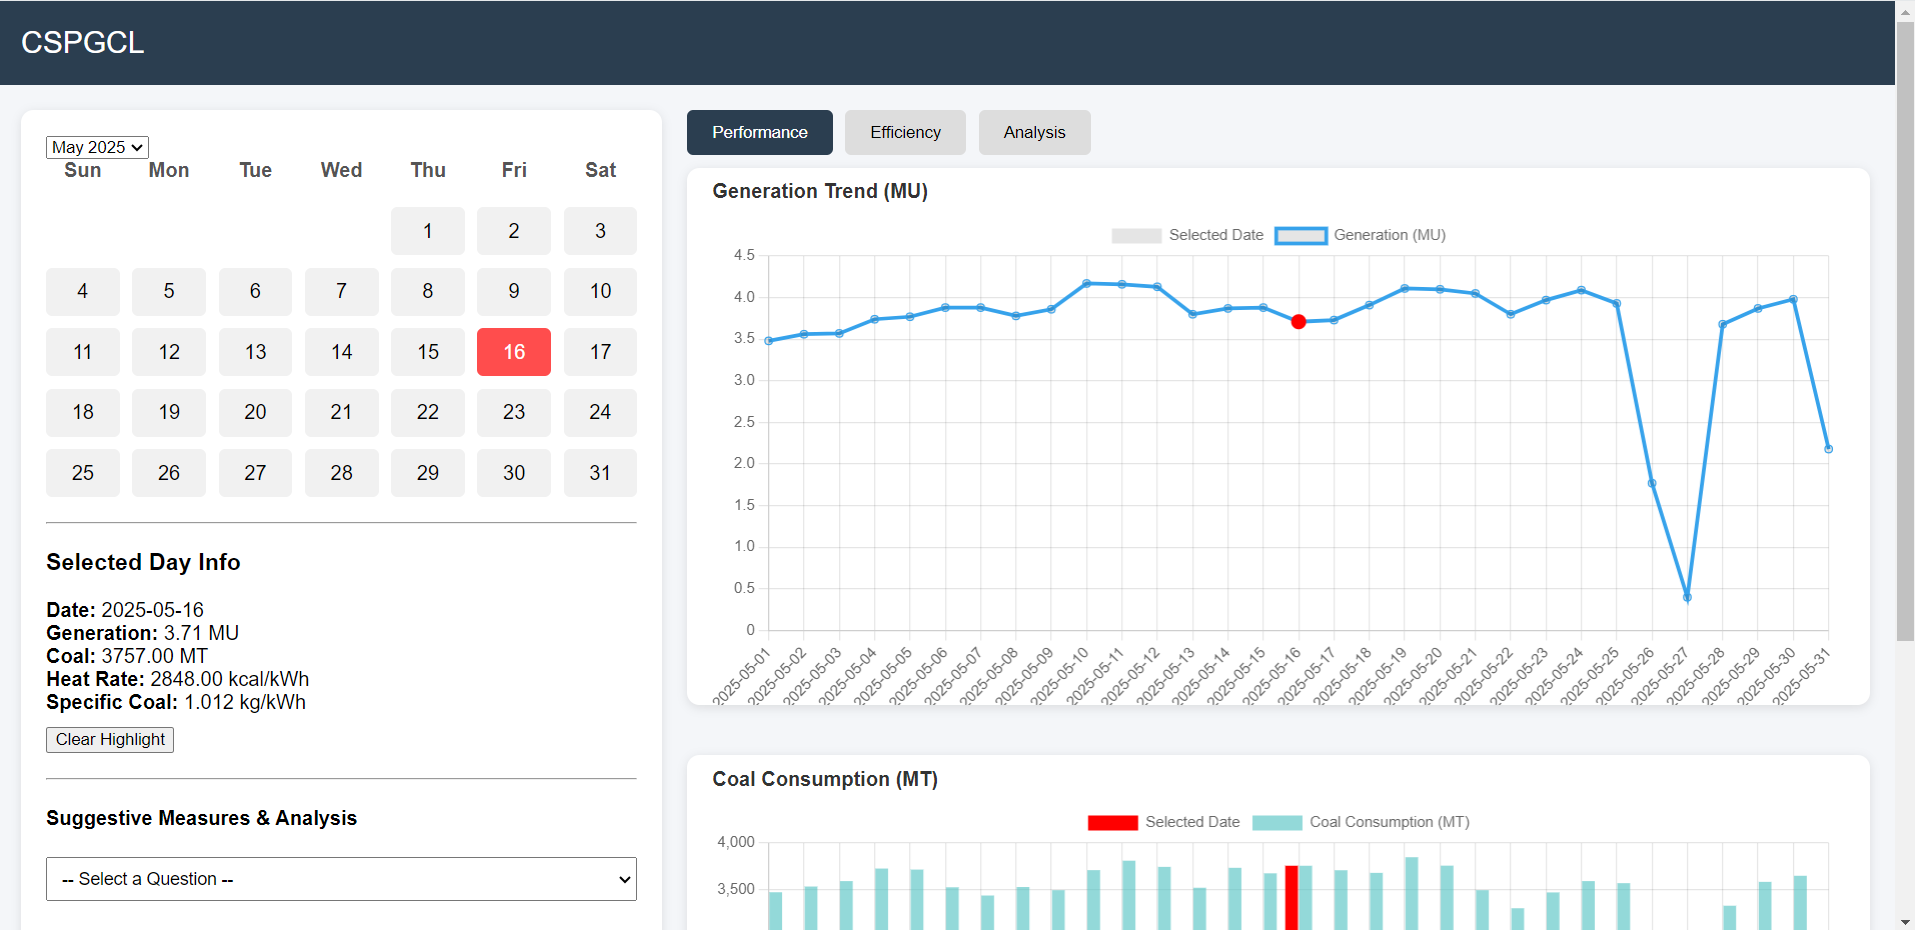 CSPGCL
May 2025
Sun Mon Tue Wed Thu Fri Sat
1 2 3
4 5 6 7 8 9 10
11 12 13 14 15 16 17
18 19 20 21 22 23 24
25 26 27 28 29 30 31
Selected Day Info
Date: 2025-05-16
Generation: 3.71 MU
Coal: 3757.00 MT
Heat Rate: 2848.00 kcal/kWh
Specific Coal: 1.012 kg/kWh
Clear Highlight
Suggestive Measures & Analysis
-- Select a Question --
Performance Efficiency Analysis
Generation Trend (MU)
Selected Date Generation (MU)
4.5
4.0
3.5
3.0
2.5
2.0
1.5
1.0
0.5
0
2025-05-01 2025-05-02 2025-05-03 2025-05-04 2025-05-05 2025-05-06 2025-05-07 2025-05-08 2025-05-09 2025-05-10 2025-05-11 2025-05-12 2025-05-13 2025-05-14 2025-05-15 2025-05-16 2025-05-17 2025-05-18 2025-05-19 2025-05-20 2025-05-21 2025-05-22 2025-05-23 2025-05-24 2025-05-25 2025-05-26 2025-05-27 2025-05-28 2025-05-29 2025-05-30 2025-05-31
Coal Consumption (MT)
Selected Date Coal Consumption (MT)
4,000
3,500